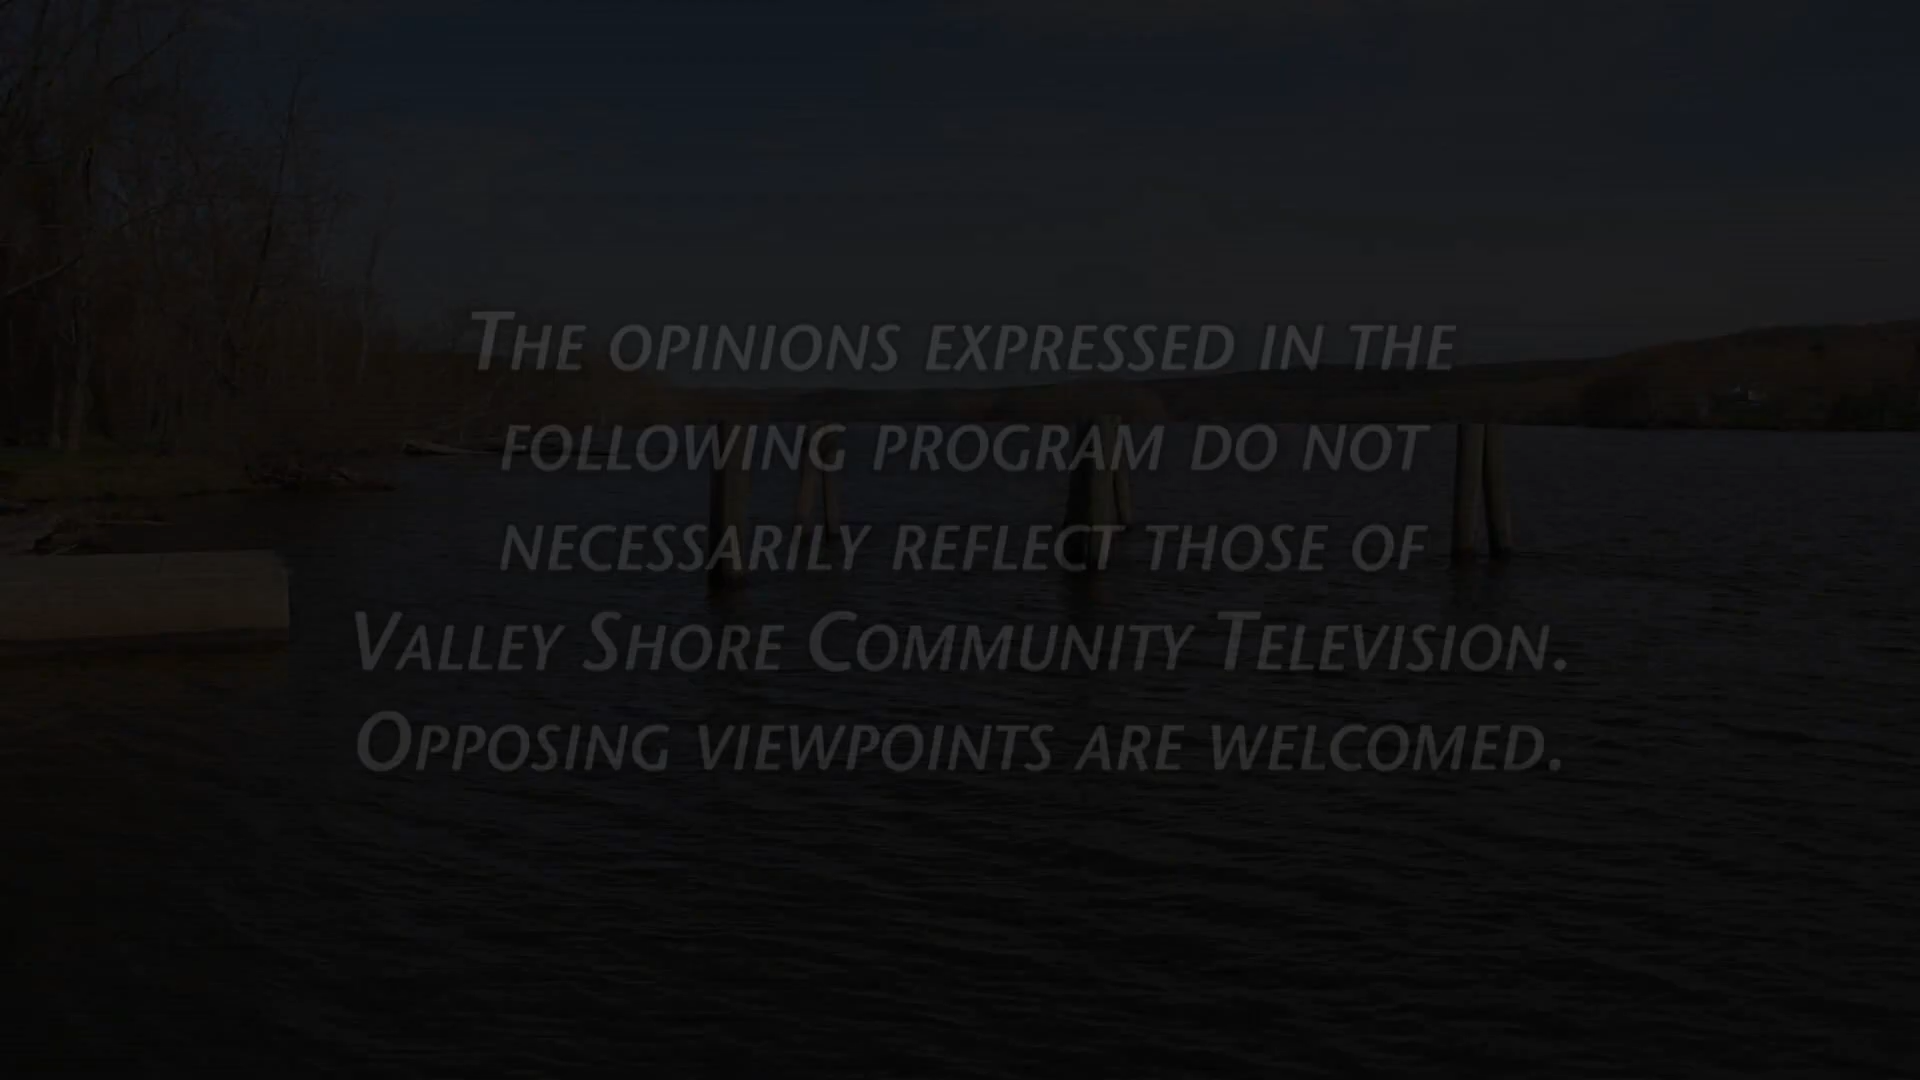 The opinions expressed in the
following program do not
necessarily reflect those of
Valley Shore Community Television.
Opposing viewpoints are welcomed.